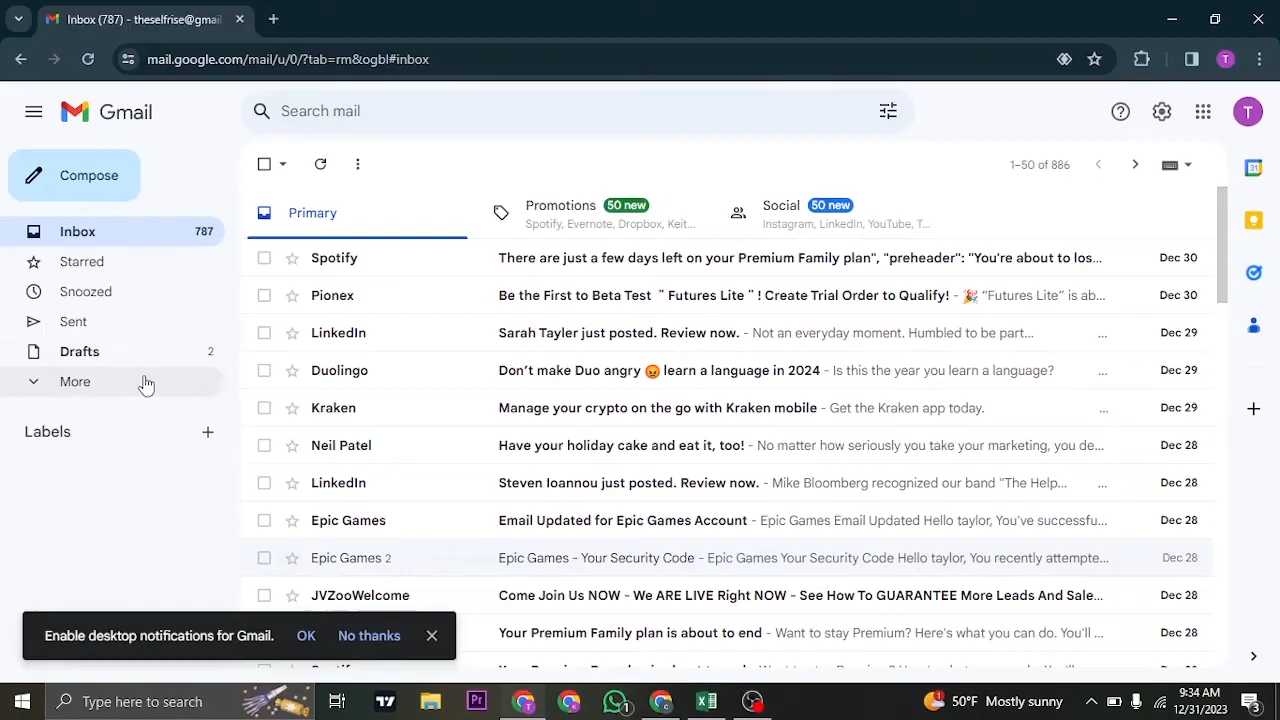 Inbox (787) - theselfrise@gmail
mail.google.com/mail/u/0/?tab=rm&ogbl#inbox
T
Gmail
Search mail
T
Compose
1–50 of 886
31
Primary
Promotions 50 new
Spotify, Evernote, Dropbox, Keit...
Social 50 new
Instagram, LinkedIn, YouTube, T...
Inbox 787
Starred
Snoozed
Sent
Drafts 2
More
Labels
Spotify There are just a few days left on your Premium Family plan", "preheader": "You're about to los... Dec 30
Pionex Be the First to Beta Test ＂Futures Lite＂! Create Trial Order to Qualify! - 🎉 “Futures Lite” is ab... Dec 30
LinkedIn Sarah Tayler just posted. Review now. - Not an everyday moment. Humbled to be part... ... Dec 29
Duolingo Don’t make Duo angry 😡 learn a language in 2024 - Is this the year you learn a language? ... Dec 29
Kraken Manage your crypto on the go with Kraken mobile - Get the Kraken app today. ... Dec 29
Neil Patel Have your holiday cake and eat it, too! - No matter how seriously you take your marketing, you de... Dec 28
LinkedIn Steven Ioannou just posted. Review now. - Mike Bloomberg recognized our band "The Help... ... Dec 28
Epic Games Email Updated for Epic Games Account - Epic Games Email Updated Hello taylor, You've successfu... Dec 28
Epic Games 2 Epic Games - Your Security Code - Epic Games Your Security Code Hello taylor, You recently attempte... Dec 28
JVZooWelcome Come Join Us NOW - We ARE LIVE Right NOW - See How To GUARANTEE More Leads And Sale... Dec 28
Your Premium Family plan is about to end - Want to stay Premium? Here's what you can do. You'll ... Dec 28
Enable desktop notifications for Gmail. OK No thanks
Type here to search
Pr
T
C
1
1
50°F Mostly sunny
9:34 AM
12/31/2023
3